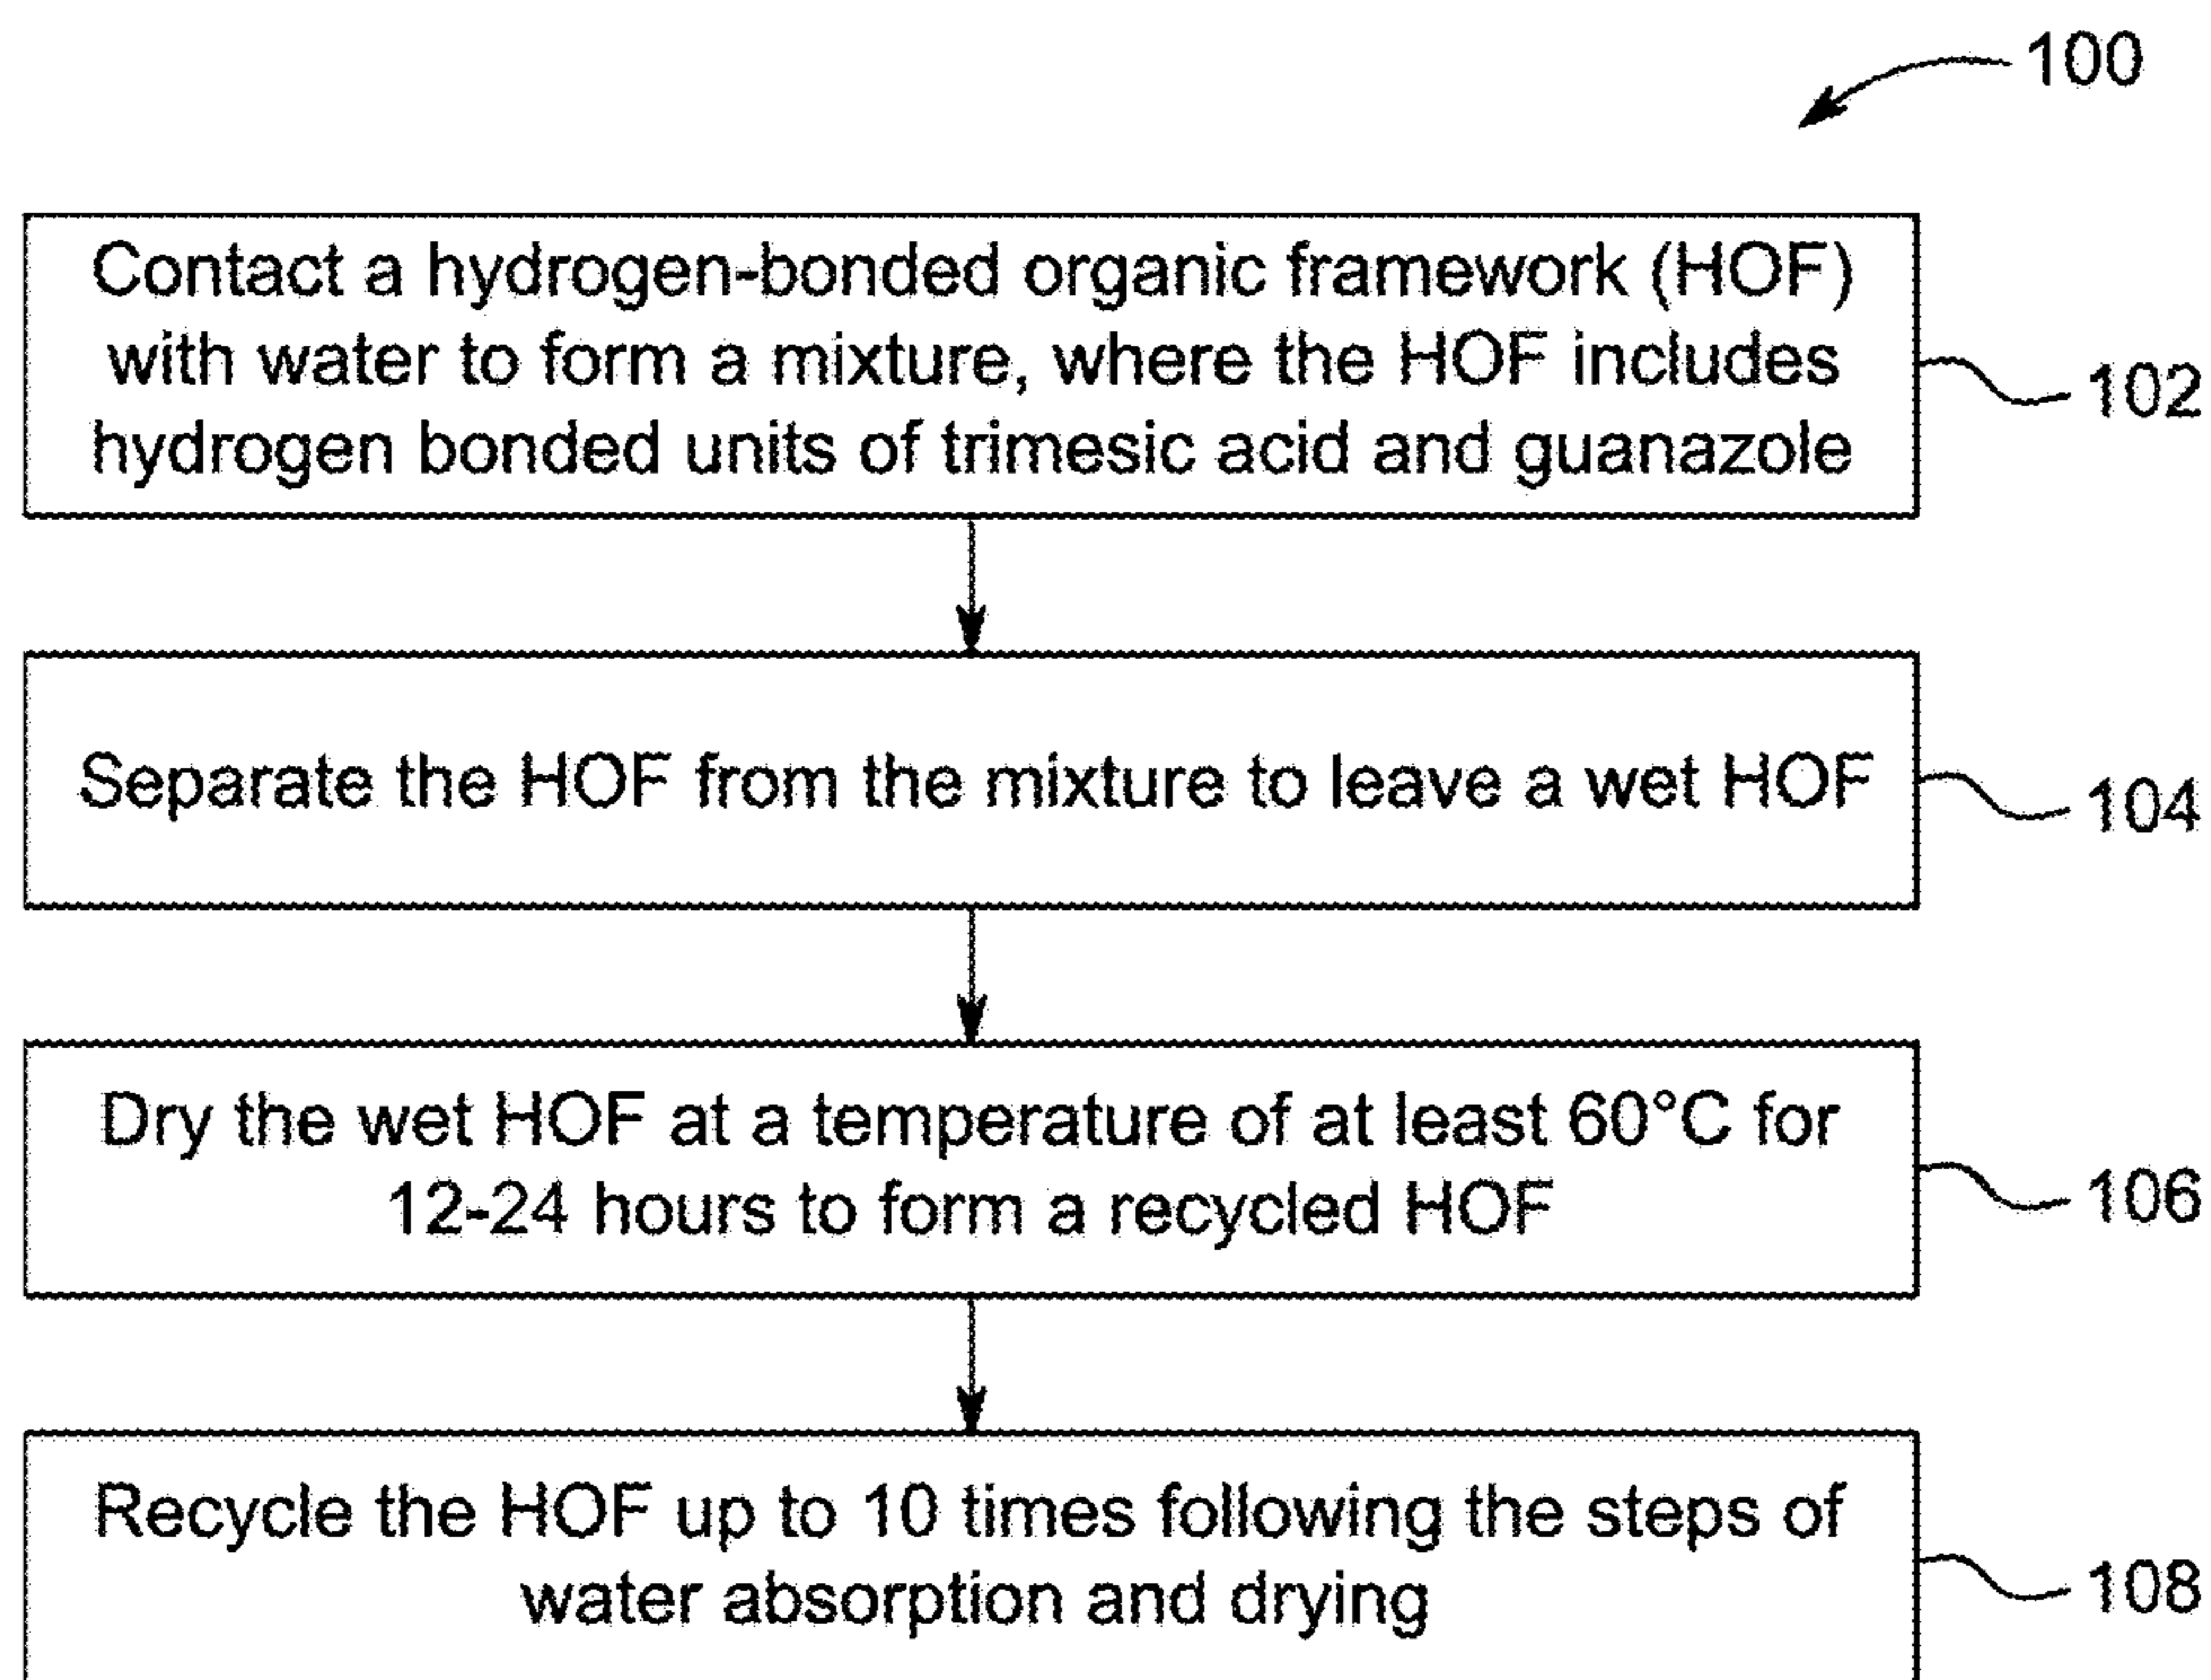 100
Contact a hydrogen-bonded organic framework (HOF)
with water to form a mixture, where the HOF includes
hydrogen bonded units of trimesic acid and guanazole
102
Separate the HOF from the mixture to leave a wet HOF
104
Dry the wet HOF at a temperature of at least 60°C for
12-24 hours to form a recycled HOF
106
Recycle the HOF up to 10 times following the steps of
water absorption and drying
108